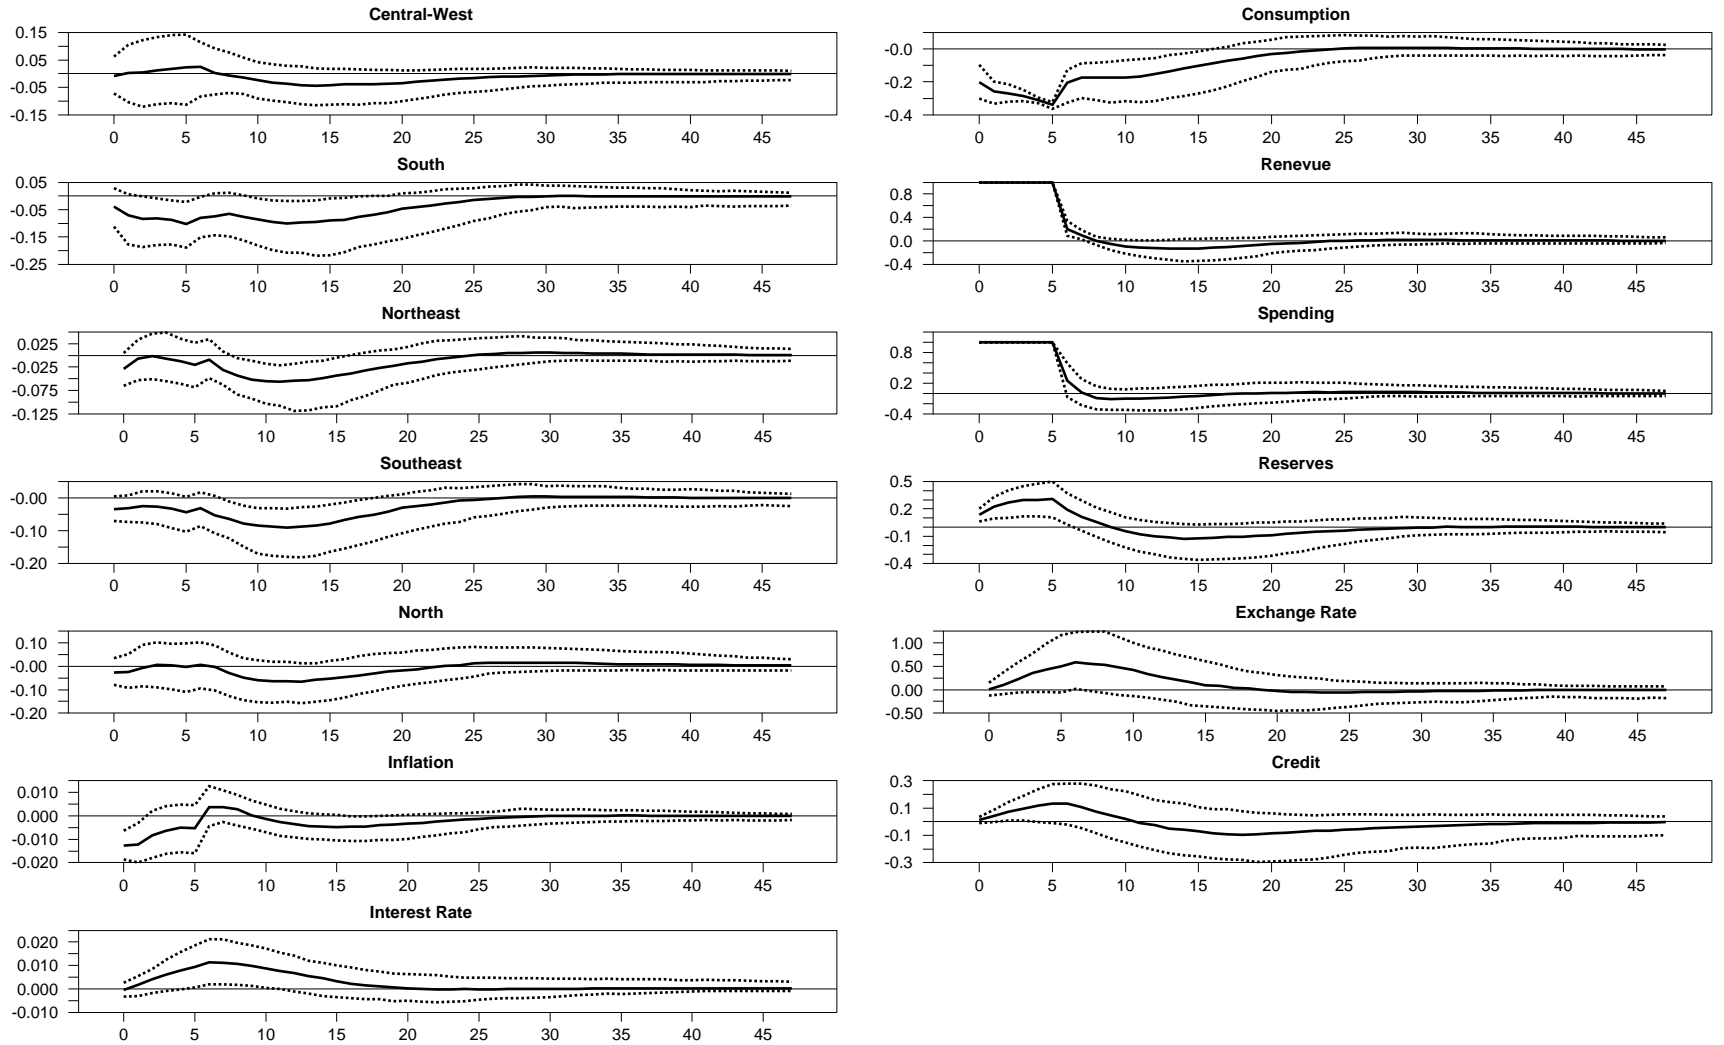 Central-West
0.15
0.05
-0.05
-0.15
0 5 10 15 20 25 30 35 40 45
South
0.05
-0.05
-0.15
-0.25
0 5 10 15 20 25 30 35 40 45
Northeast
0.025
-0.025
-0.075
-0.125
0 5 10 15 20 25 30 35 40 45
Southeast
-0.00
-0.10
-0.20
0 5 10 15 20 25 30 35 40 45
North
0.10
-0.00
-0.10
-0.20
0 5 10 15 20 25 30 35 40 45
Inflation
0.010
0.000
-0.010
-0.020
0 5 10 15 20 25 30 35 40 45
Interest Rate
0.020
0.010
0.000
-0.010
0 5 10 15 20 25 30 35 40 45
Consumption
-0.0
-0.2
-0.4
0 5 10 15 20 25 30 35 40 45
Renevue
0.8
0.4
0.0
-0.4
0 5 10 15 20 25 30 35 40 45
Spending
0.8
0.2
-0.4
0 5 10 15 20 25 30 35 40 45
Reserves
0.5
0.2
-0.1
-0.4
0 5 10 15 20 25 30 35 40 45
Exchange Rate
1.00
0.50
0.00
-0.50
0 5 10 15 20 25 30 35 40 45
Credit
0.3
0.1
-0.1
-0.3
0 5 10 15 20 25 30 35 40 45